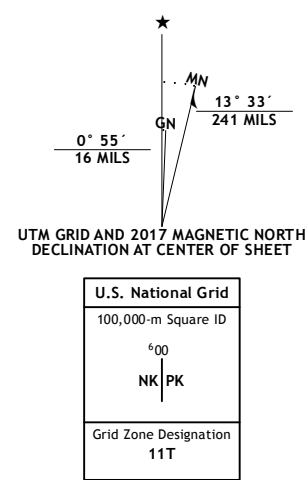 ★
MN
GN
13° 33´
241 MILS
0° 55´
16 MILS
UTM GRID AND 2017 MAGNETIC NORTH
DECLINATION AT CENTER OF SHEET
U.S. National Grid
100,000-m Square ID
⁶00
NK PK
Grid Zone Designation
11T